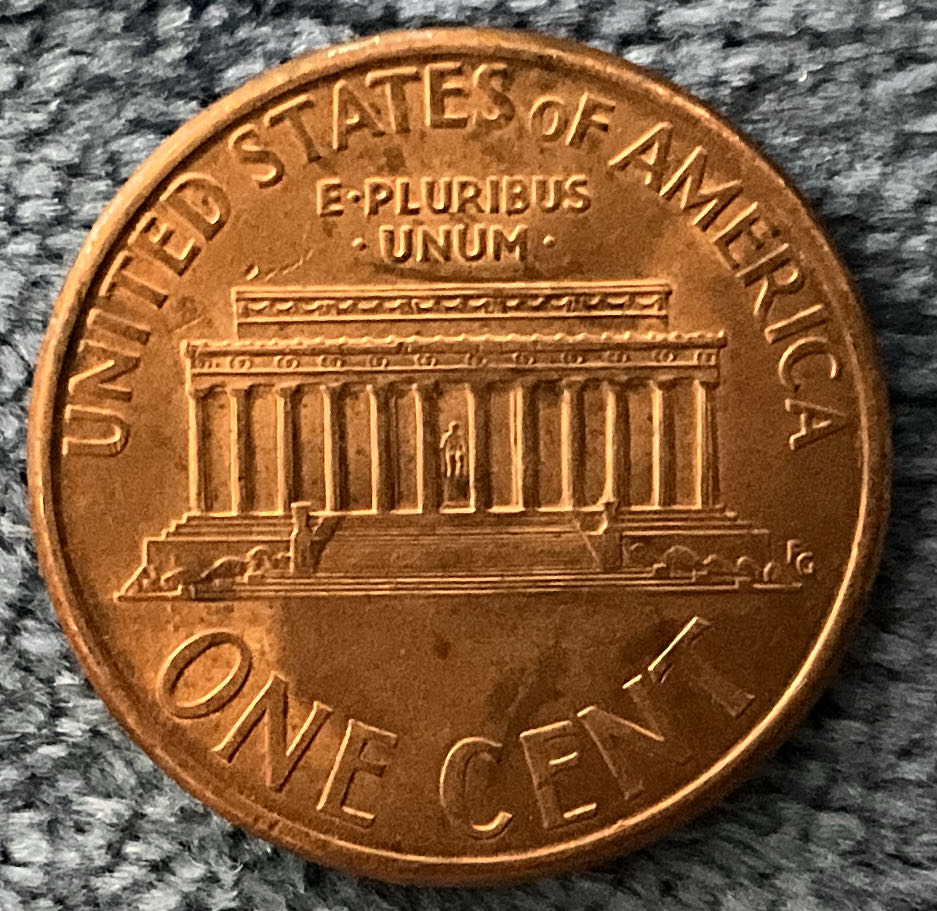 UNITED STATES OF AMERICA
E·PLURIBUS
·UNUM·
FG
ONE CENT